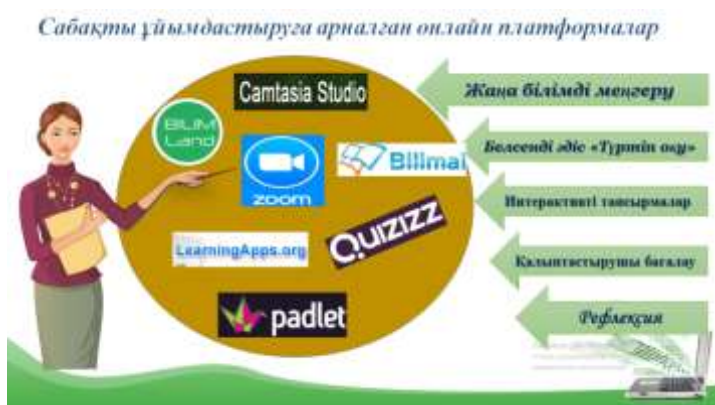 Сабақты ұйымдастыруға арналған онлайн платформалар
Camtasia Studio
Жаңа білімді меңгеру
BILIM
Land
Bilimal
Белсенді әдіс «Түртіп оқу»
zoom
Интерактивті тапсырмалар
LearningApps.org
QUIZIZZ
Қалыптастырушы бағалау
padlet
Рефлексия